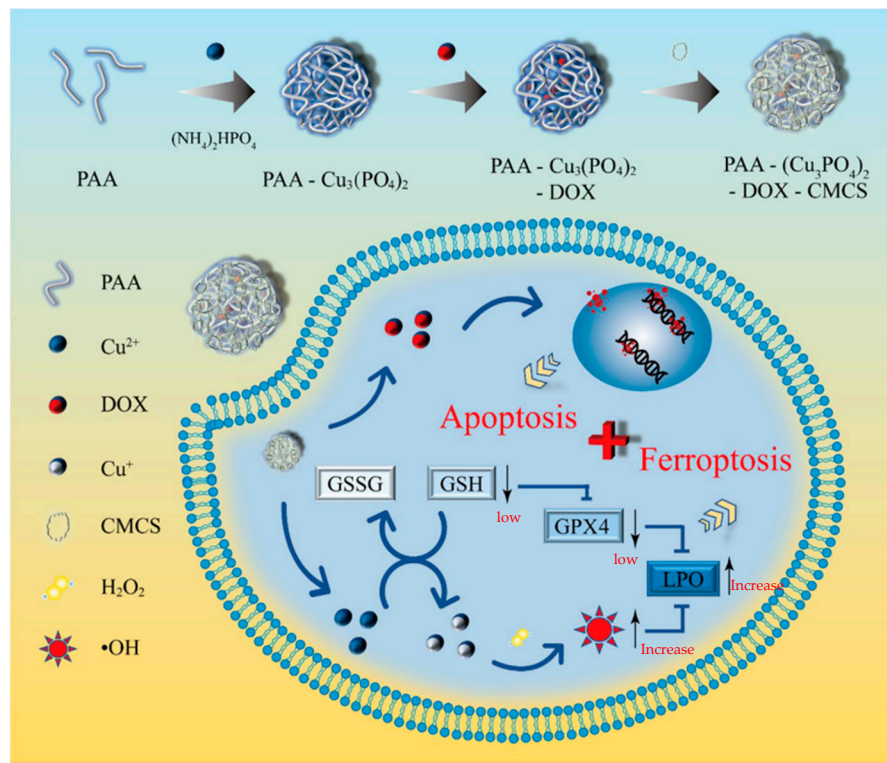 (NH₄)₂HPO₄
PAA
PAA - Cu₃(PO₄)₂
PAA - Cu₃(PO₄)₂
- DOX
PAA - (Cu₃PO₄)₂
- DOX - CMCS
PAA
Cu²⁺
DOX
Cu⁺
CMCS
H₂O₂
•OH
Apoptosis
Ferroptosis
GSSG
GSH
low
GPX4
low
LPO
Increase
Increase